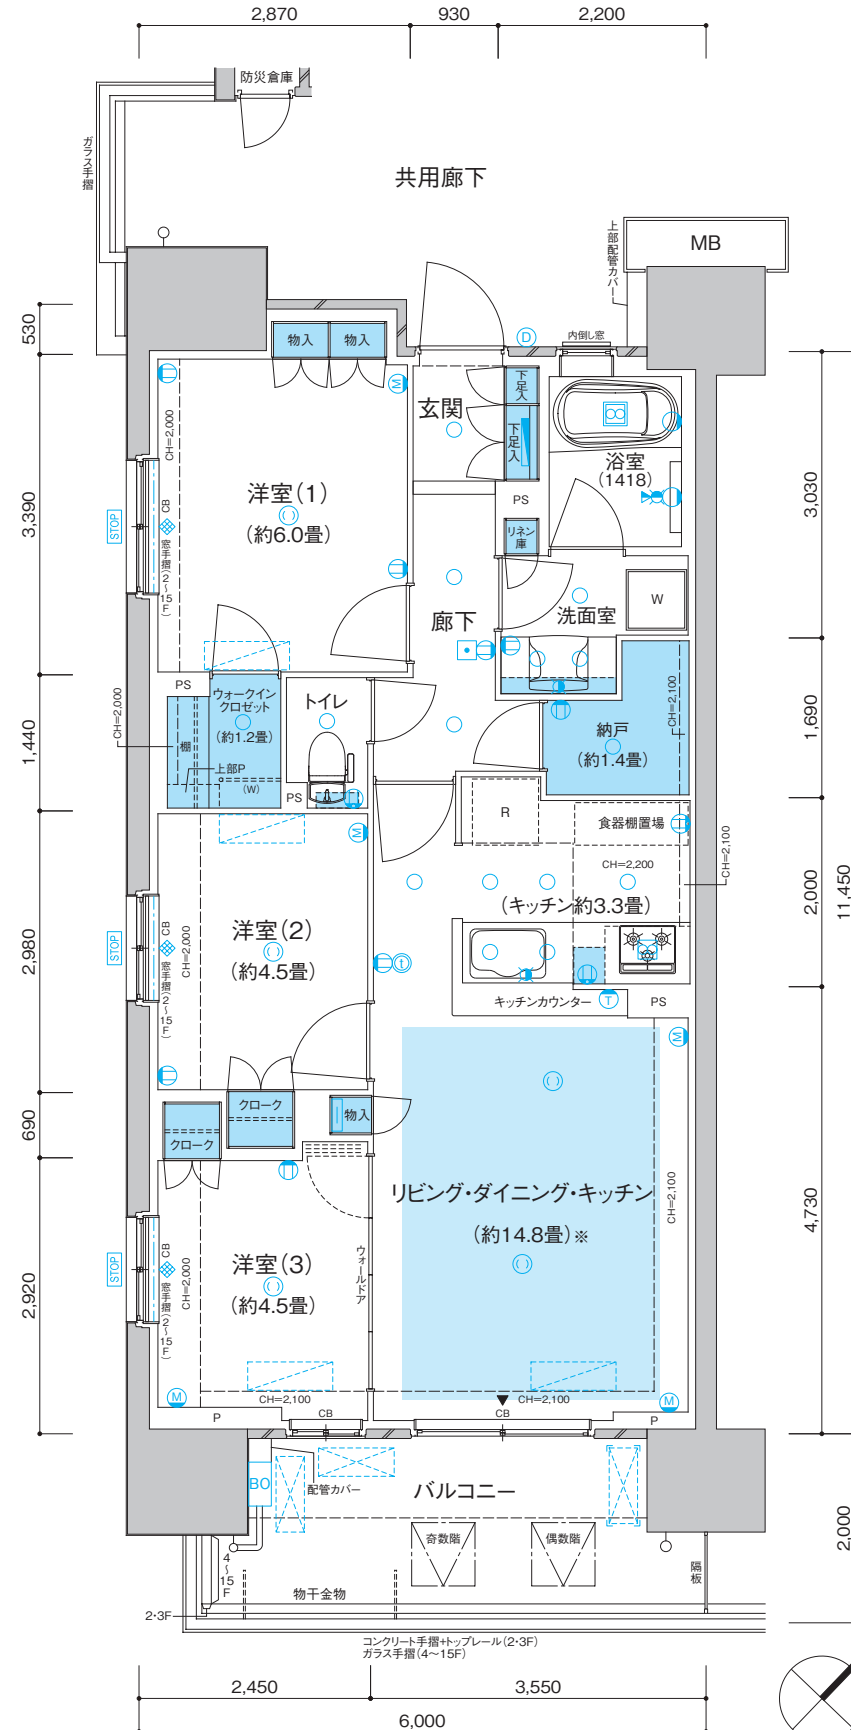 2,870
930
2,200
防災倉庫
ガラス手摺
共用廊下
上部配管カバー
MB
530
物入
物入
D
内倒し窓
M
玄関
下足入
下足入
CH=2,000
浴室
(1418)
3,390
3,030
洋室(1)
(約6.0畳)
STOP
CB
窓手摺(2~15F)
PS
リネン庫
廊下
洗面室
W
PS
ウォークイン
クロゼット
(約1.2畳)
トイレ
CH=2,000
棚
上部P
(W)
PS
1,440
納戸
(約1.4畳)
CH=2,100
1,690
R
食器棚置場
CH=2,200
CH=2,100
(キッチン約3.3畳)
2,000
11,450
M
洋室(2)
(約4.5畳)
CH=2,000
STOP
CB
窓手摺(2~15F)
2,980
t
キッチンカウンター
T
PS
M
690
クローク
クローク
物入
リビング・ダイニング・キッチン
(約14.8畳)※
CH=2,100
4,730
洋室(3)
(約4.5畳)
ウォールドア
STOP
CB
窓手摺(2~15F)
CH=2,000
2,920
M
CH=2,100
CH=2,100
M
P
CB
CB
P
BO
配管カバー
バルコニー
奇数階
偶数階
2,000
4~15F
物干金物
隔板
2・3F
コンクリート手摺+トップレール(2・3F)
ガラス手摺(4~15F)
2,450
3,550
6,000